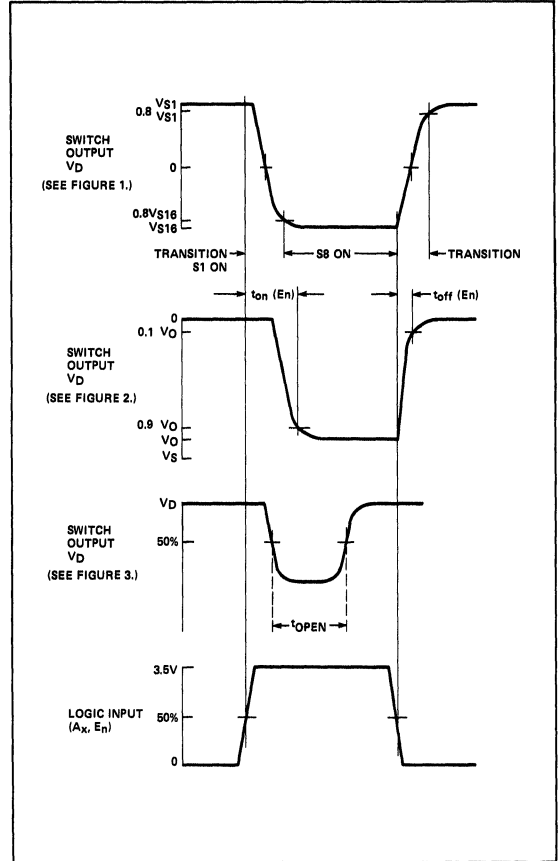 VS1
0.8 VS1
SWITCH
OUTPUT
VD
(SEE FIGURE 1.)
0
0.8VS16
VS16
TRANSITION
S1 ON
S8 ON
TRANSITION
ton (En)
toff (En)
0
0.1 VO
SWITCH
OUTPUT
VD
(SEE FIGURE 2.)
0.9 VO
VO
VS
VD
SWITCH
OUTPUT
VD
(SEE FIGURE 3.)
50%
tOPEN
3.5V
LOGIC INPUT
(Ax, En)
50%
0